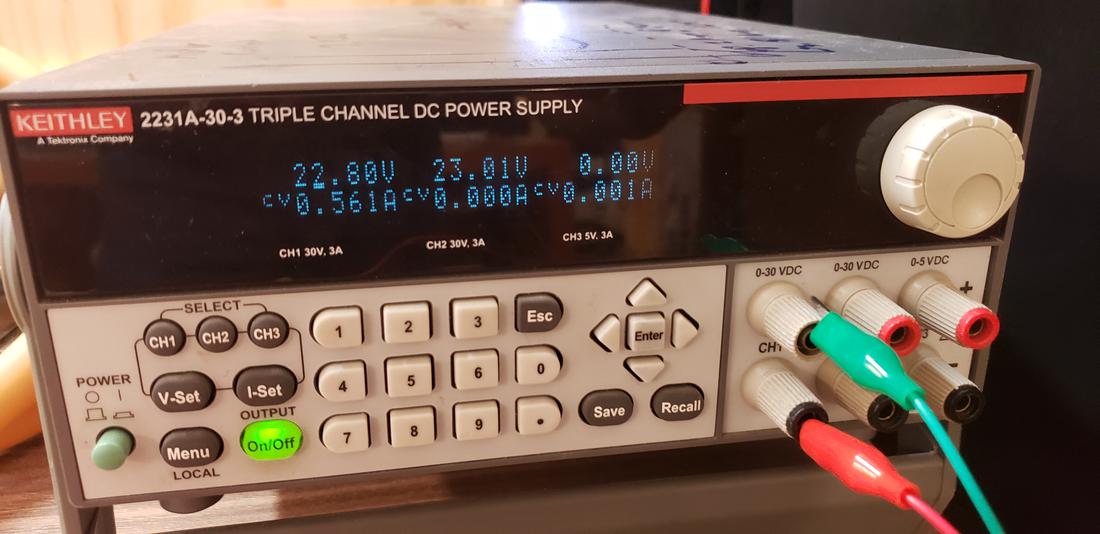 KEITHLEY 2231A-30-3 TRIPLE CHANNEL DC POWER SUPPLY
A Tektronix Company
22.80V 23.01V 0.00V
CV 0.561A CV 0.000A CV 0.001A
CH1 30V, 3A CH2 30V, 3A CH3 5V, 3A
SELECT
CH1 CH2 CH3
V-Set I-Set
POWER
OUTPUT
On/Off
Menu
LOCAL
1 2 3 Esc
4 5 6 0
7 8 9 .
Enter
Save Recall
0-30 VDC 0-30 VDC 0-5 VDC
+
CH1
3
-